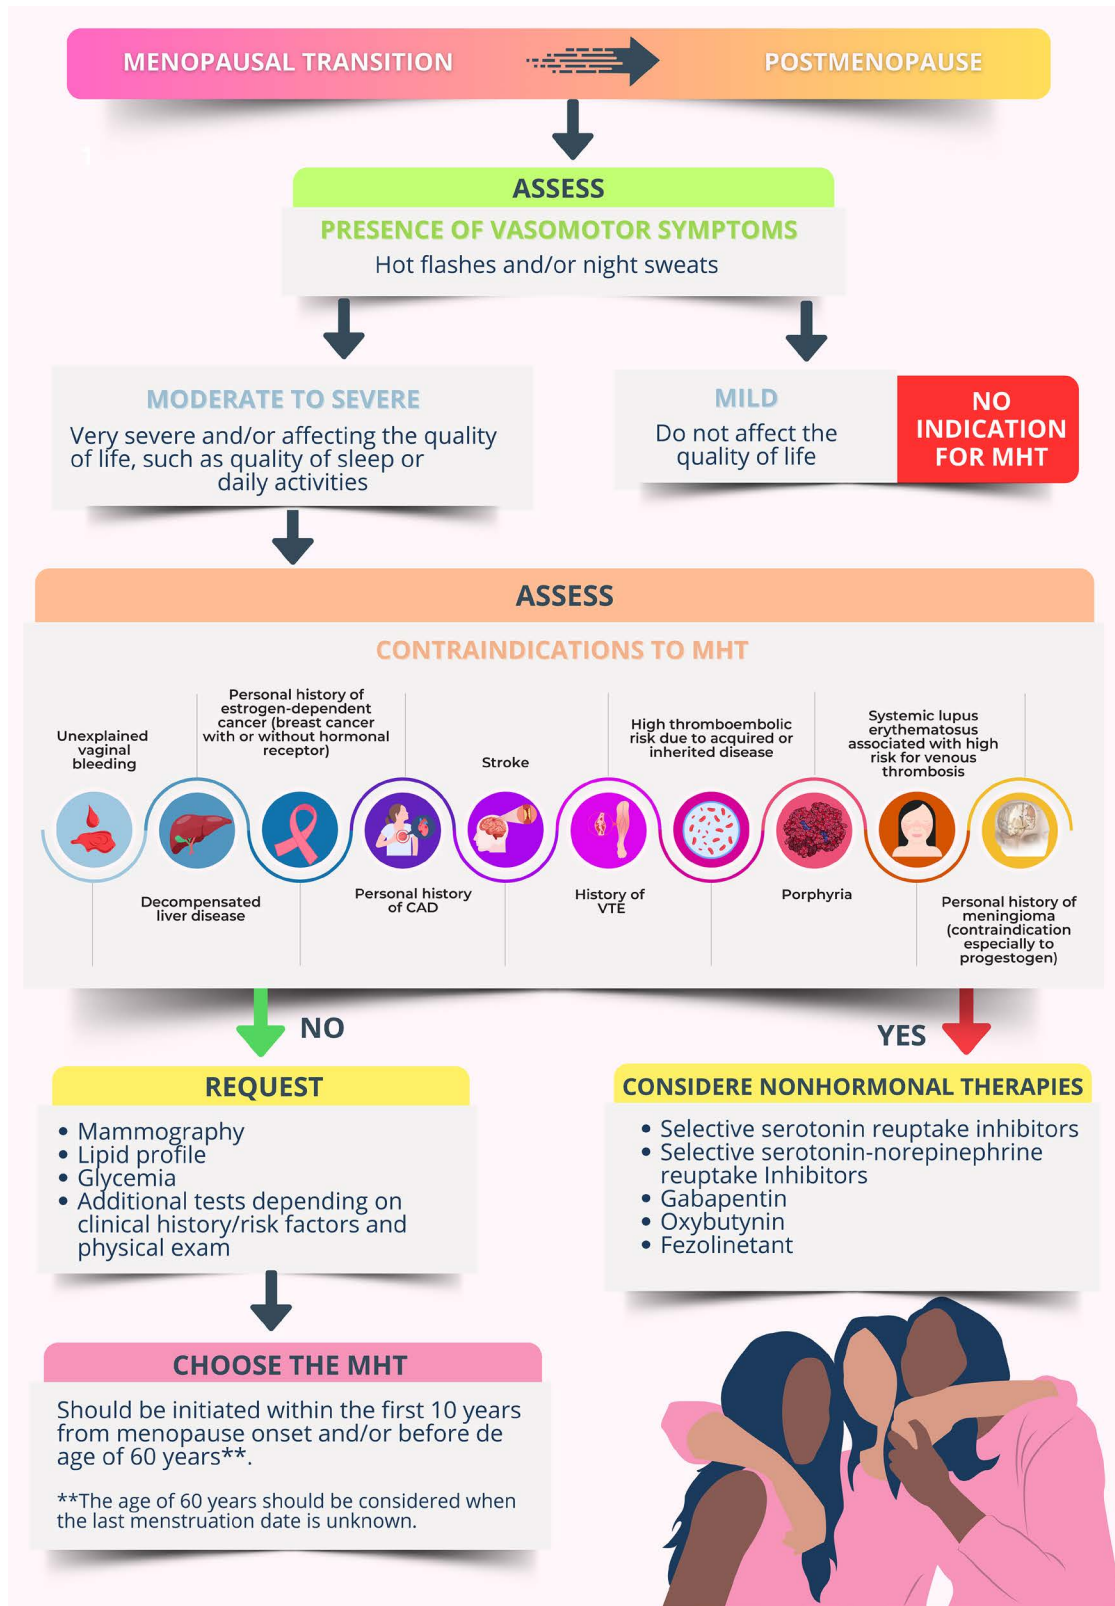 MENOPAUSAL TRANSITION
POSTMENOPAUSE
1
ASSESS
PRESENCE OF VASOMOTOR SYMPTOMS
Hot flashes and/or night sweats
MODERATE TO SEVERE
Very severe and/or affecting the quality
of life, such as quality of sleep or
daily activities
MILD
Do not affect the
quality of life
NO
INDICATION
FOR MHT
ASSESS
CONTRAINDICATIONS TO MHT
Unexplained
vaginal
bleeding
Decompensated
liver disease
Personal history of
estrogen-dependent
cancer (breast cancer
with or without hormonal
receptor)
Personal history
of CAD
Stroke
History of
VTE
High thromboembolic
risk due to acquired or
inherited disease
Porphyria
Systemic lupus
erythematosus
associated with high
risk for venous
thrombosis
Personal history of
meningioma
(contraindication
especially to
progestogen)
NO
YES
REQUEST
• Mammography
• Lipid profile
• Glycemia
• Additional tests depending on
clinical history/risk factors and
physical exam
CONSIDERE NONHORMONAL THERAPIES
• Selective serotonin reuptake inhibitors
• Selective serotonin-norepinephrine
reuptake Inhibitors
• Gabapentin
• Oxybutynin
• Fezolinetant
CHOOSE THE MHT
Should be initiated within the first 10 years
from menopause onset and/or before de
age of 60 years**.
**The age of 60 years should be considered when
the last menstruation date is unknown.